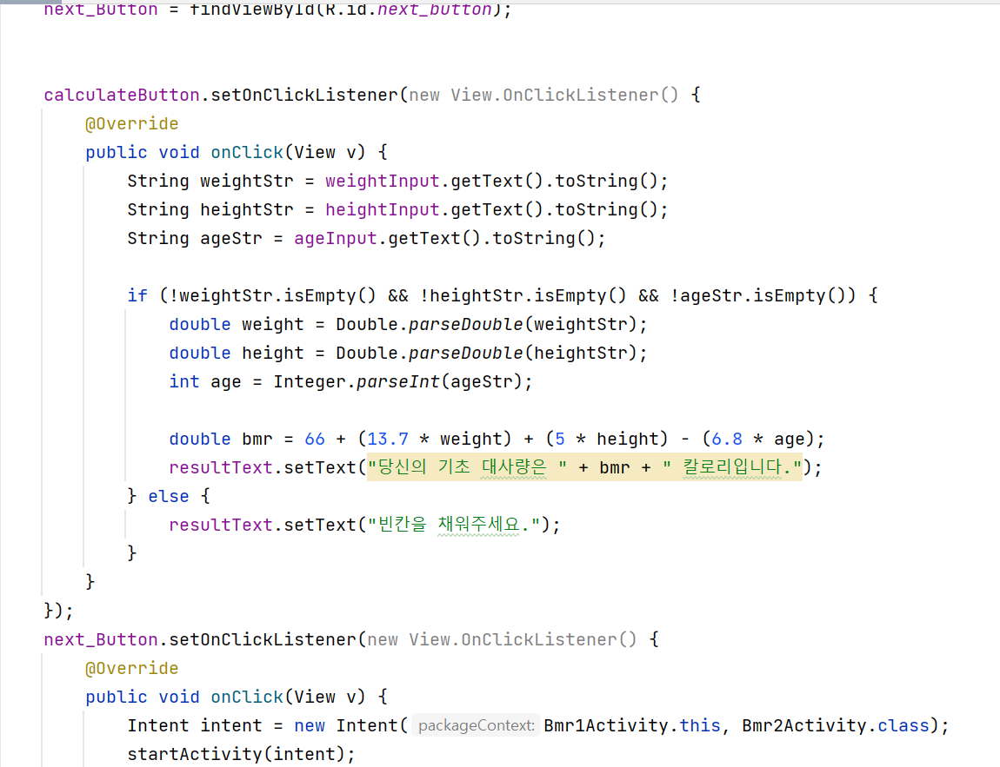 next_Button = findViewById(R.id.next_button);
calculateButton.setOnClickListener(new View.OnClickListener() {
@Override
public void onClick(View v) {
String weightStr = weightInput.getText().toString();
String heightStr = heightInput.getText().toString();
String ageStr = ageInput.getText().toString();
if (!weightStr.isEmpty() && !heightStr.isEmpty() && !ageStr.isEmpty()) {
double weight = Double.parseDouble(weightStr);
double height = Double.parseDouble(heightStr);
int age = Integer.parseInt(ageStr);
double bmr = 66 + (13.7 * weight) + (5 * height) - (6.8 * age);
resultText.setText("당신의 기초 대사량은 " + bmr + " 칼로리입니다.");
} else {
resultText.setText("빈칸을 채워주세요.");
}
}
});
next_Button.setOnClickListener(new View.OnClickListener() {
@Override
public void onClick(View v) {
Intent intent = new Intent( packageContext: Bmr1Activity.this, Bmr2Activity.class);
startActivity(intent);